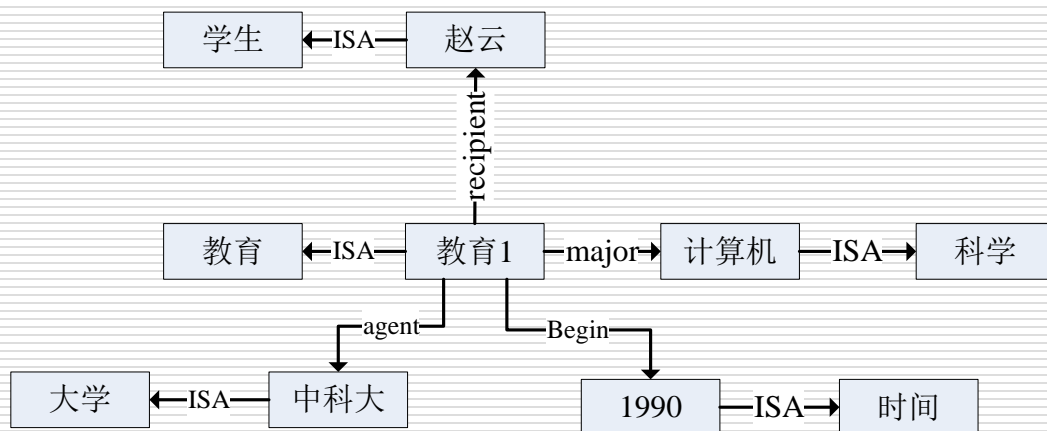 学生 ISA 赵云
recipient
教育 ISA 教育1 major 计算机 ISA 科学
agent Begin
大学 ISA 中科大 1990 ISA 时间